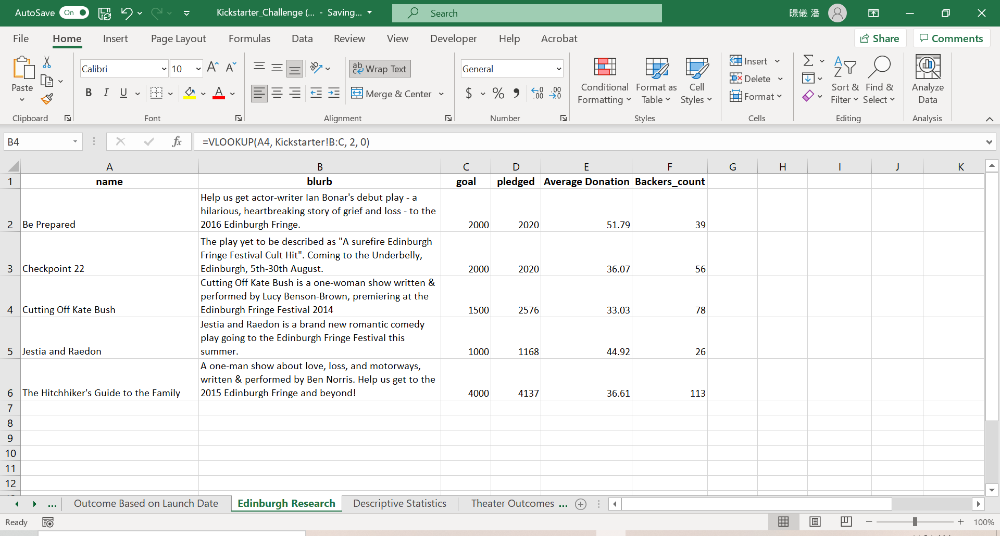 AutoSave On Kickstarter_Challenge (... - Saving... Search 暻儀 潘
File Home Insert Page Layout Formulas Data Review View Developer Help Acrobat Share Comments
Calibri 10 Wrap Text General Insert
Paste B I U A Merge & Center $ % Conditional Formatting Format as Table Cell Styles Delete Sort & Filter Find & Select Analyze Data
Format
Clipboard Font Alignment Number Styles Cells Editing Analysis
B4 fx =VLOOKUP(A4, Kickstarter!B:C, 2, 0)
A B C D E F G H I J K
1 name blurb goal pledged Average Donation Backers_count
Help us get actor-writer Ian Bonar's debut play - a
hilarious, heartbreaking story of grief and loss - to the
2 Be Prepared 2016 Edinburgh Fringe. 2000 2020 51.79 39
The play yet to be described as "A surefire Edinburgh
Fringe Festival Cult Hit". Coming to the Underbelly,
3 Checkpoint 22 Edinburgh, 5th-30th August. 2000 2020 36.07 56
Cutting Off Kate Bush is a one-woman show written &
performed by Lucy Benson-Brown, premiering at the
4 Cutting Off Kate Bush Edinburgh Fringe Festival 2014 1500 2576 33.03 78
Jestia and Raedon is a brand new romantic comedy
play going to the Edinburgh Fringe Festival this
5 Jestia and Raedon summer. 1000 1168 44.92 26
A one-man show about love, loss, and motorways,
written & performed by Ben Norris. Help us get to the
6 The Hitchhiker's Guide to the Family 2015 Edinburgh Fringe and beyond! 4000 4137 36.61 113
7
8
9
10
11
12
... Outcome Based on Launch Date Edinburgh Research Descriptive Statistics Theater Outcomes ...
Ready 100%